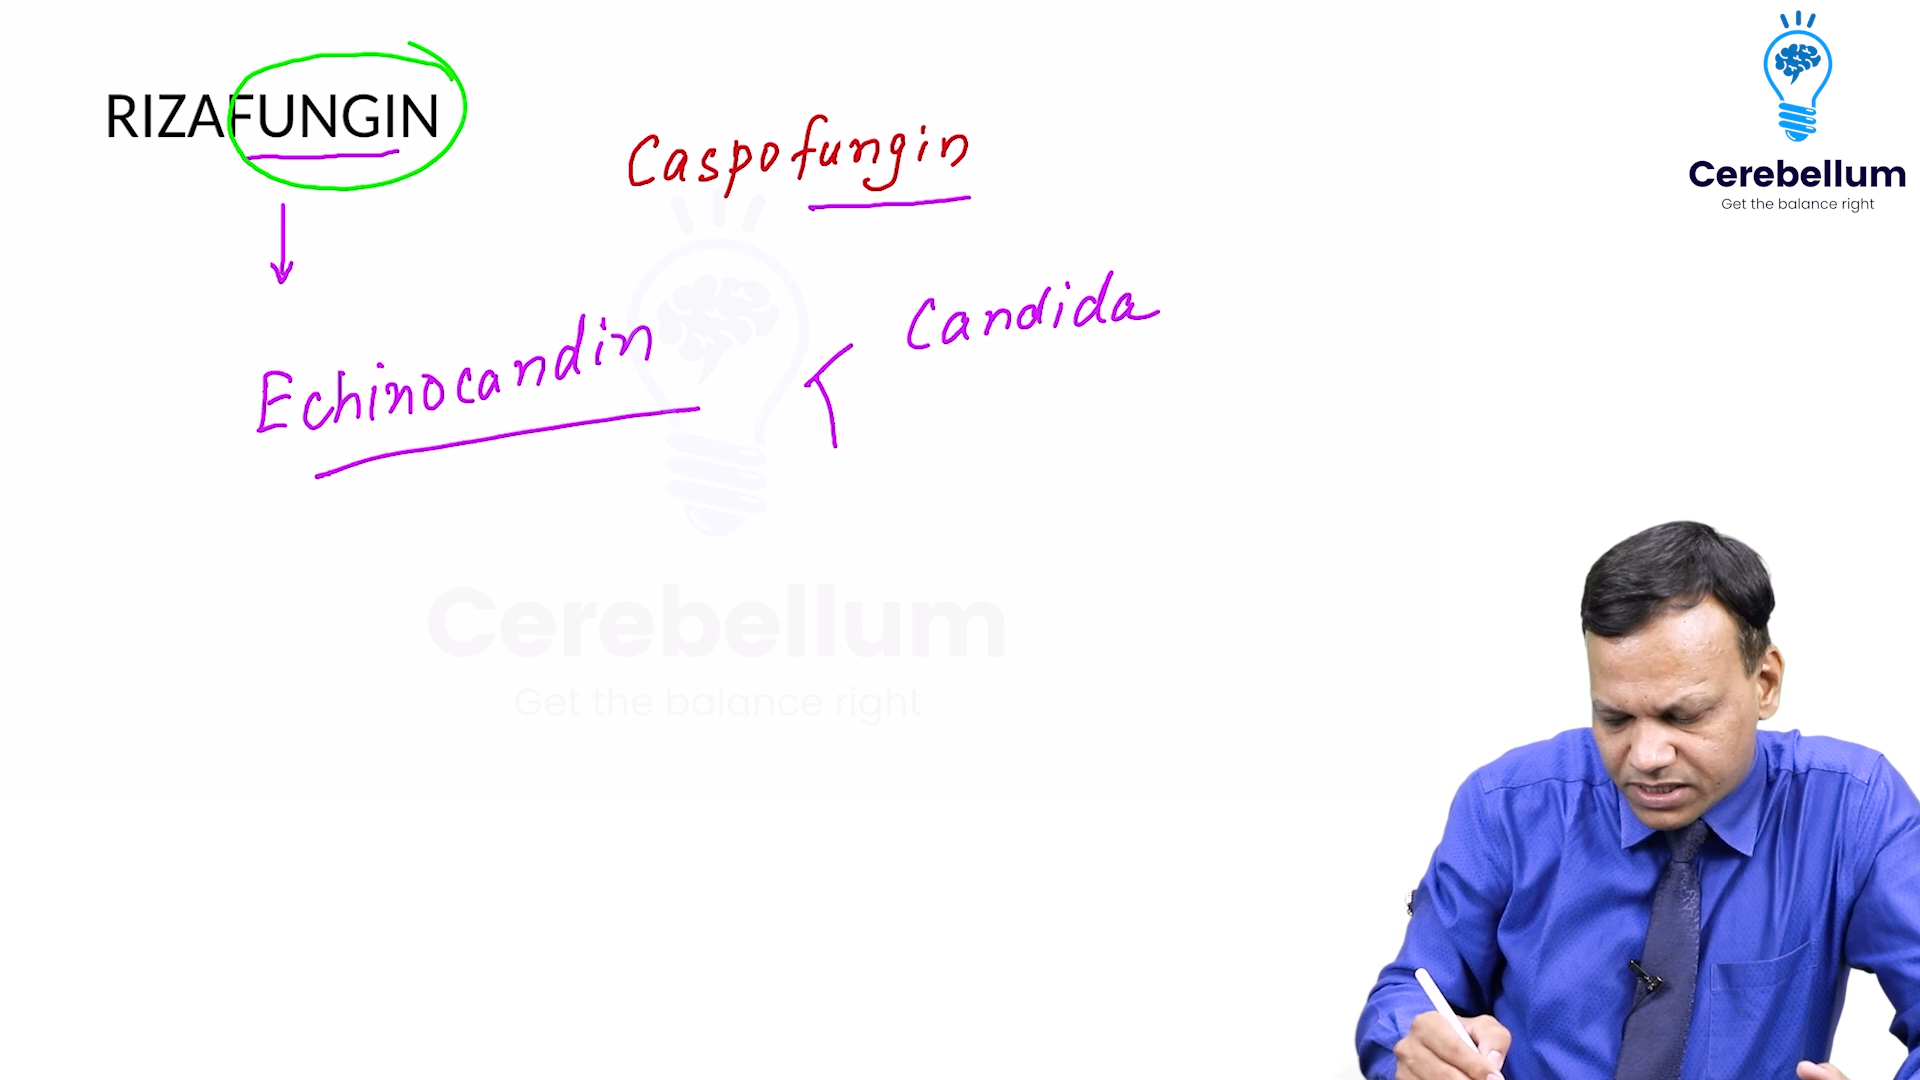 RIZAFUNGIN
Caspofungin
Echinocandin
Candida
Cerebellum
Get the balance right
Cerebellum
Get the balance right